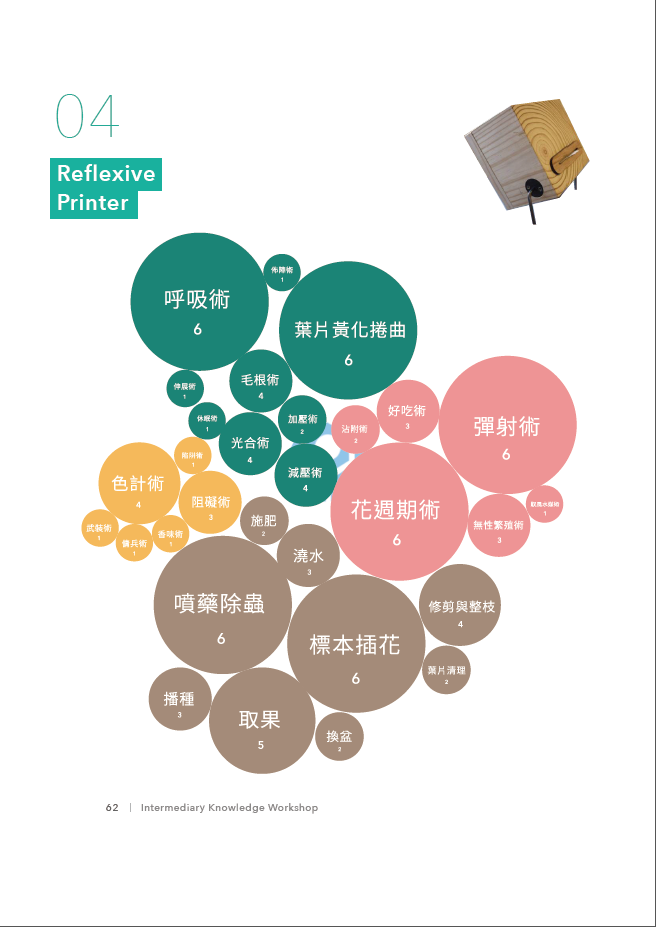 04
Reflexive
Printer
呼吸術
6
佈障術
1
葉片黃化捲曲
6
毛根術
4
伸展術
1
休眠術
1
加壓術
2
光合術
4
減壓術
4
沾附術
2
好吃術
3
彈射術
6
花週期術
6
無性繁殖術
3
馭風水媒術
1
色計術
4
陷阱術
1
阻礙術
3
武裝術
1
傭兵術
1
香味術
1
施肥
2
澆水
3
噴藥除蟲
6
標本插花
6
修剪與整枝
4
葉片清理
2
播種
3
取果
5
換盆
2
62 | Intermediary Knowledge Workshop